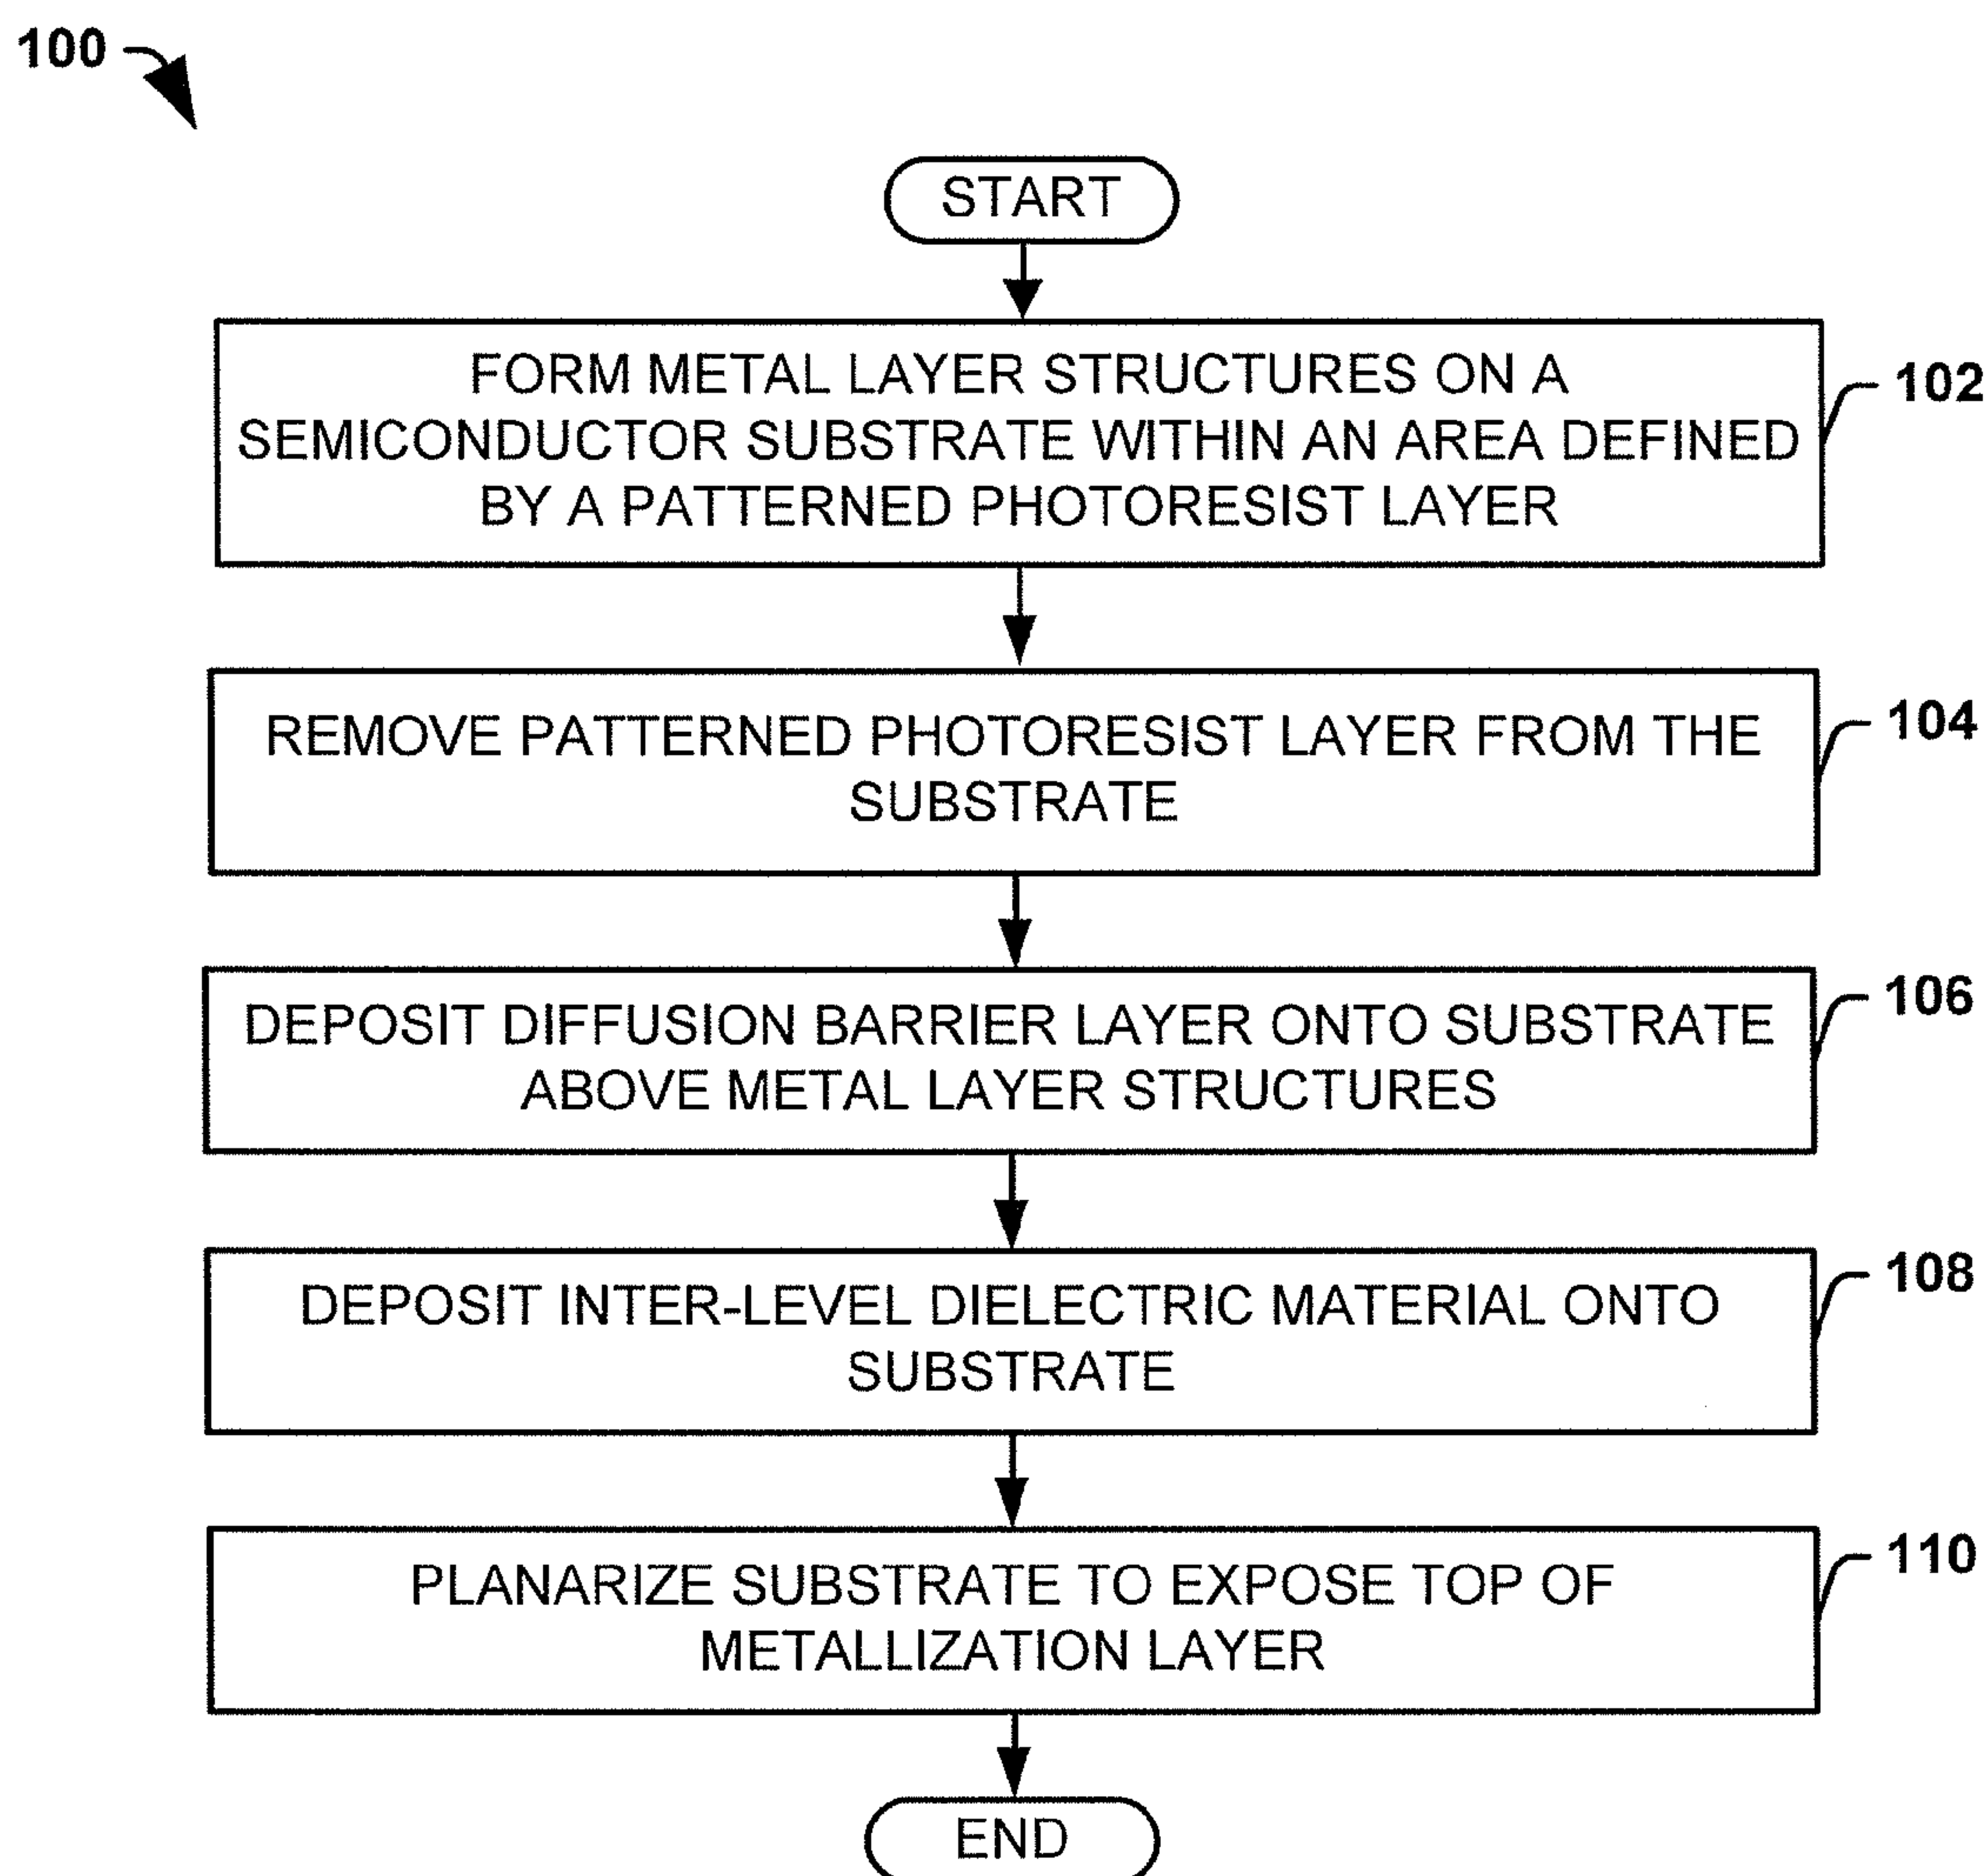 100
START
FORM METAL LAYER STRUCTURES ON A
SEMICONDUCTOR SUBSTRATE WITHIN AN AREA DEFINED
BY A PATTERNED PHOTORESIST LAYER
102
REMOVE PATTERNED PHOTORESIST LAYER FROM THE
SUBSTRATE
104
DEPOSIT DIFFUSION BARRIER LAYER ONTO SUBSTRATE
ABOVE METAL LAYER STRUCTURES
106
DEPOSIT INTER-LEVEL DIELECTRIC MATERIAL ONTO
SUBSTRATE
108
PLANARIZE SUBSTRATE TO EXPOSE TOP OF
METALLIZATION LAYER
110
END